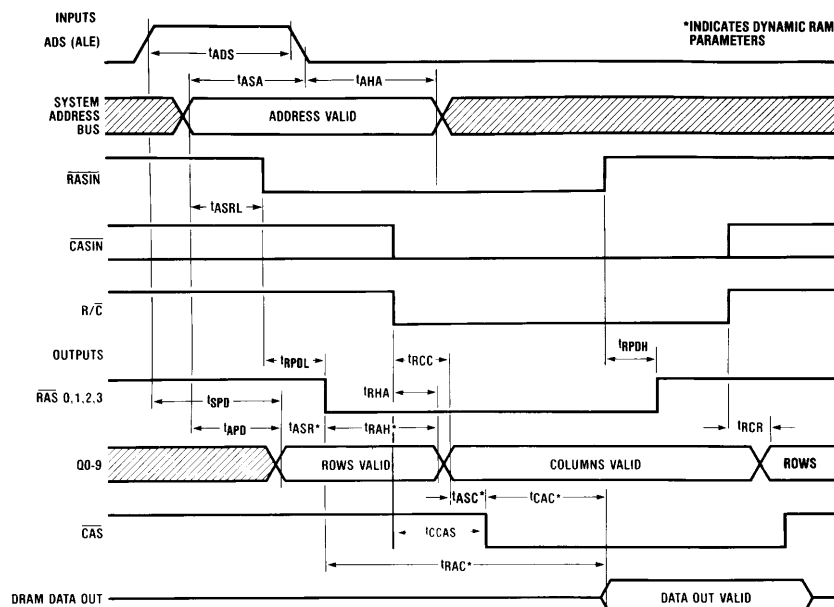 INPUTS
ADS (ALE)
*INDICATES DYNAMIC RAM
PARAMETERS
tADS
tASA
tAHA
SYSTEM
ADDRESS
BUS
ADDRESS VALID
RASIN
tASRL
CASIN
R/C
OUTPUTS
tRPDL
tRCC
tRPDH
RAS 0,1,2,3
tRHA
tSPD
tAPD
tASR*
tRAH*
tRCR
Q0-9
ROWS VALID
COLUMNS VALID
ROWS
tASC*
tCAC*
CAS
tCCAS
tRAC*
DRAM DATA OUT
DATA OUT VALID